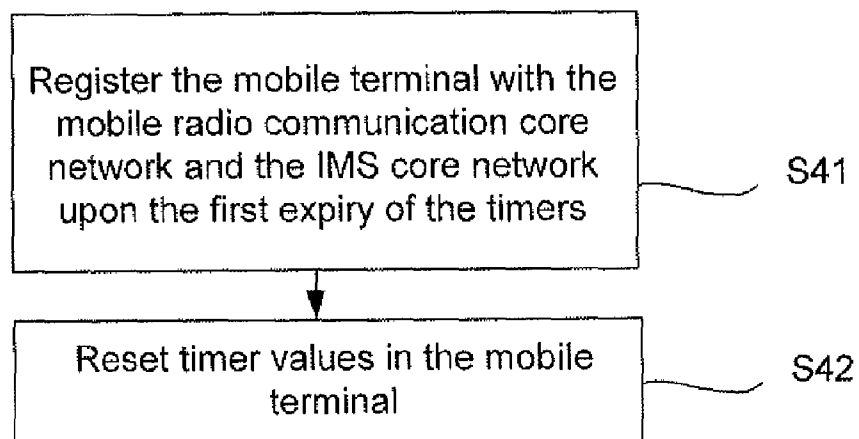 Register the mobile terminal with the
mobile radio communication core
network and the IMS core network
upon the first expiry of the timers
S41
Reset timer values in the mobile
terminal
S42